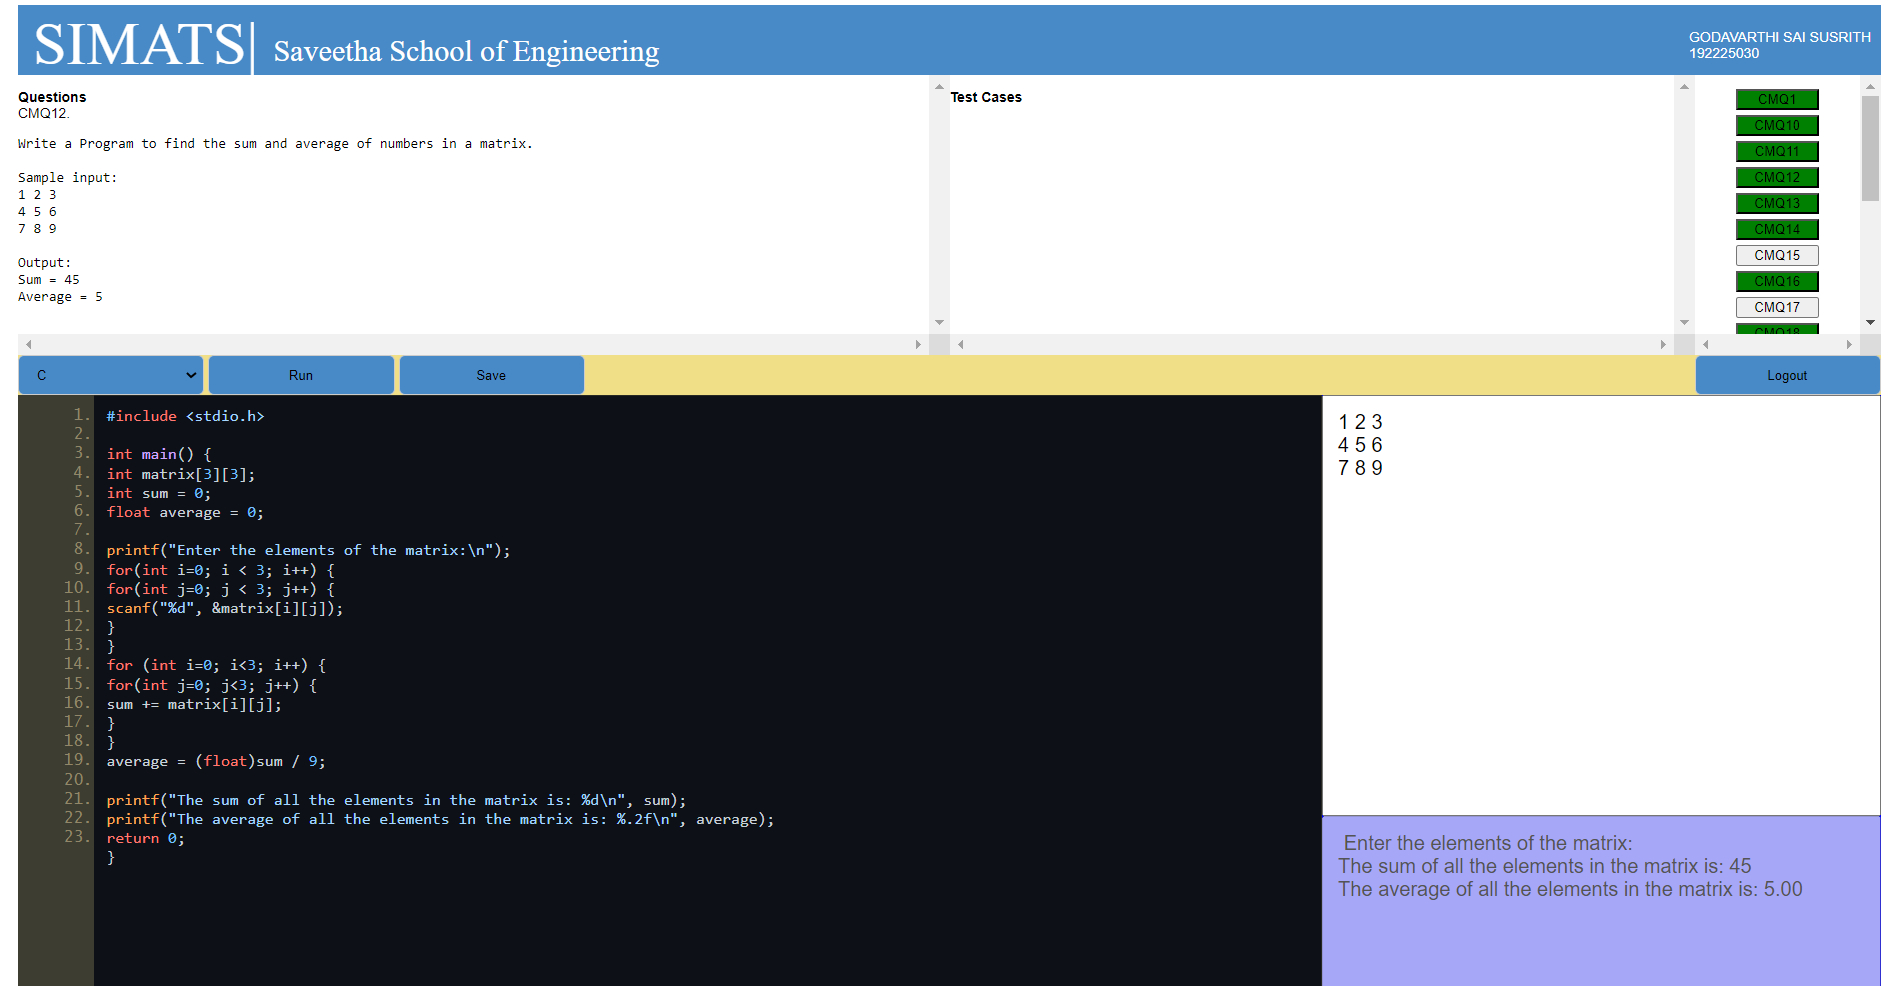 SIMATS| Saveetha School of Engineering
GODAVARTHI SAI SUSRITH
192225030
Questions
CMQ12.
Write a Program to find the sum and average of numbers in a matrix.
Sample input:
1 2 3
4 5 6
7 8 9
Output:
Sum = 45
Average = 5
Test Cases
CMQ1
CMQ10
CMQ11
CMQ12
CMQ13
CMQ14
CMQ15
CMQ16
CMQ17
CMQ18
C
Run
Save
Logout
1. #include <stdio.h>
2.
3. int main() {
4. int matrix[3][3];
5. int sum = 0;
6. float average = 0;
7.
8. printf("Enter the elements of the matrix:\n");
9. for(int i=0; i < 3; i++) {
10. for(int j=0; j < 3; j++) {
11. scanf("%d", &matrix[i][j]);
12. }
13. }
14. for (int i=0; i<3; i++) {
15. for(int j=0; j<3; j++) {
16. sum += matrix[i][j];
17. }
18. }
19. average = (float)sum / 9;
20.
21. printf("The sum of all the elements in the matrix is: %d\n", sum);
22. printf("The average of all the elements in the matrix is: %.2f\n", average);
23. return 0;
}
1 2 3
4 5 6
7 8 9
Enter the elements of the matrix:
The sum of all the elements in the matrix is: 45
The average of all the elements in the matrix is: 5.00